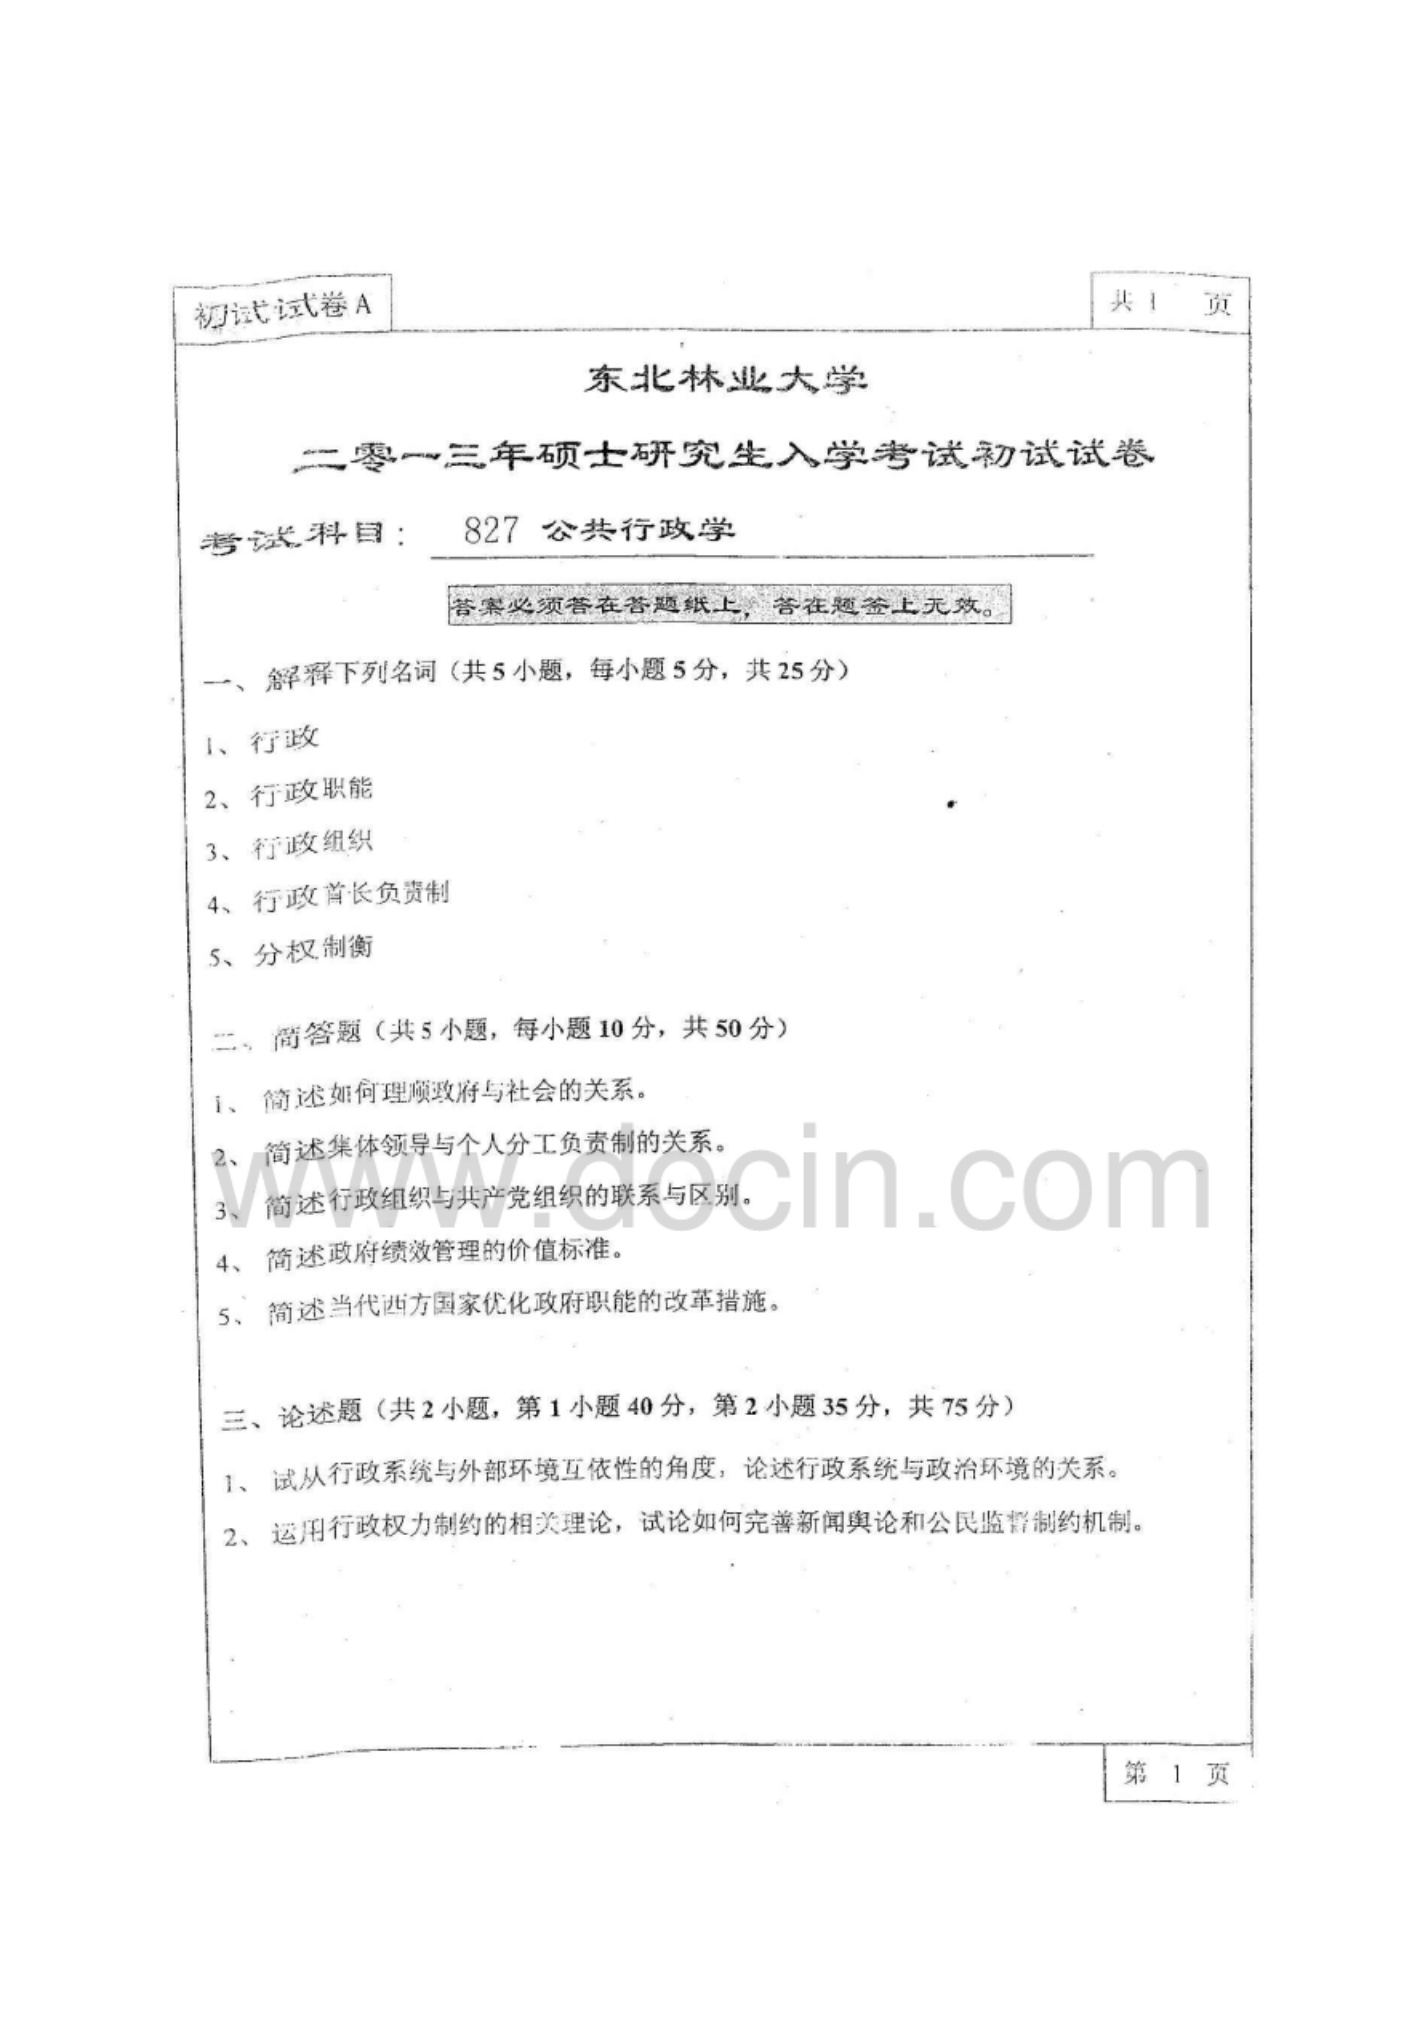 初试试卷 A
共 1 页
东北林业大学
二零一三年硕士研究生入学考试初试试卷
考试科目： 827 公共行政学
答案必须答在答题纸上，答在题签上无效。
一、解释下列名词（共 5 小题，每小题 5 分，共 25 分）
1、行政
2、行政职能
3、行政组织
4、行政首长负责制
5、分权制衡
二、简答题（共 5 小题，每小题 10 分，共 50 分）
1、简述如何理顺政府与社会的关系。
2、简述集体领导与个人分工负责制的关系。
3、简述行政组织与共产党组织的联系与区别。
4、简述政府绩效管理的价值标准。
5、简述当代西方国家优化政府职能的改革措施。
www.docin.com
三、论述题（共 2 小题，第 1 小题 40 分，第 2 小题 35 分，共 75 分）
1、试从行政系统与外部环境互依性的角度，论述行政系统与政治环境的关系。
2、运用行政权力制约的相关理论，试论如何完善新闻舆论和公民监督制约机制。
第 1 页